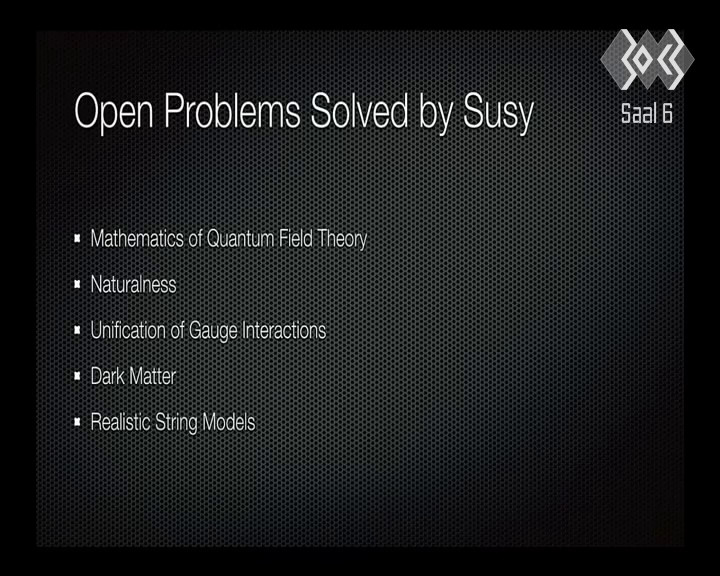 Open Problems Solved by Susy
Saal 6
Mathematics of Quantum Field Theory
Naturalness
Unification of Gauge Interactions
Dark Matter
Realistic String Models